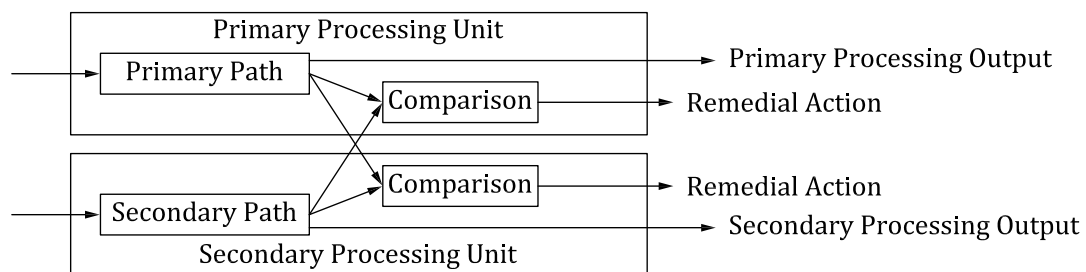 Primary Processing Unit
Primary Path
Primary Processing Output
Comparison
Remedial Action
Comparison
Remedial Action
Secondary Path
Secondary Processing Output
Secondary Processing Unit